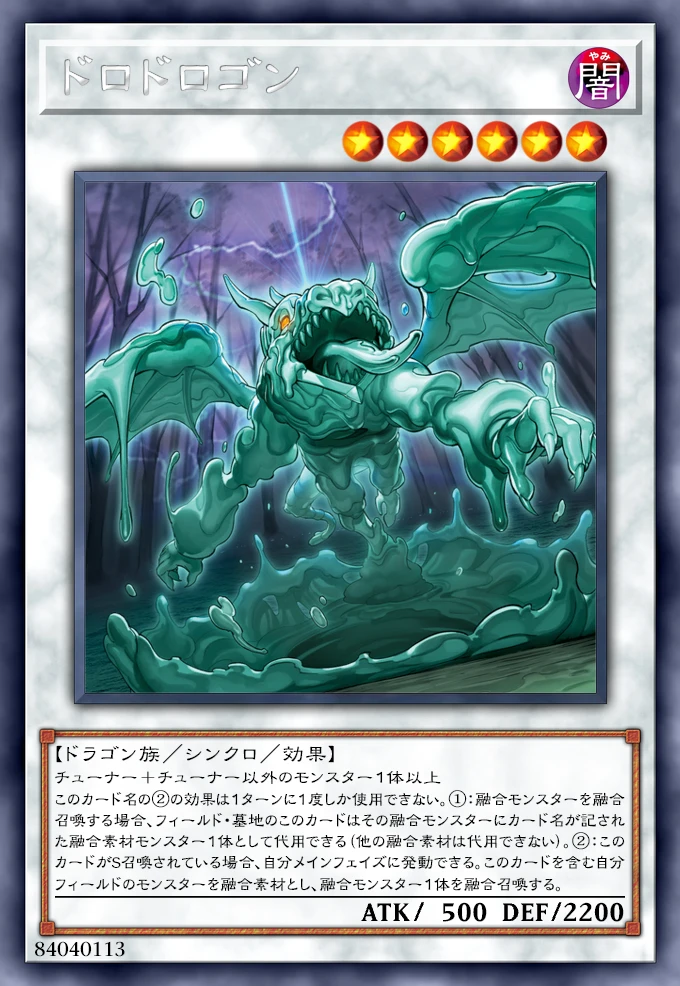 ドロドロゴン
やみ
闇
【ドラゴン族／シンクロ／効果】
チューナー＋チューナー以外のモンスター1体以上
このカード名の②の効果は1ターンに1度しか使用できない。①：融合モンスターを融合
召喚する場合、フィールド・墓地のこのカードはその融合モンスターにカード名が記され
た融合素材モンスター1体として代用できる(他の融合素材は代用できない)。②：この
カードがS召喚されている場合、自分メインフェイズに発動できる。このカードを含む自分
フィールドのモンスターを融合素材とし、融合モンスター1体を融合召喚する。
ATK/ 500 DEF/2200
84040113